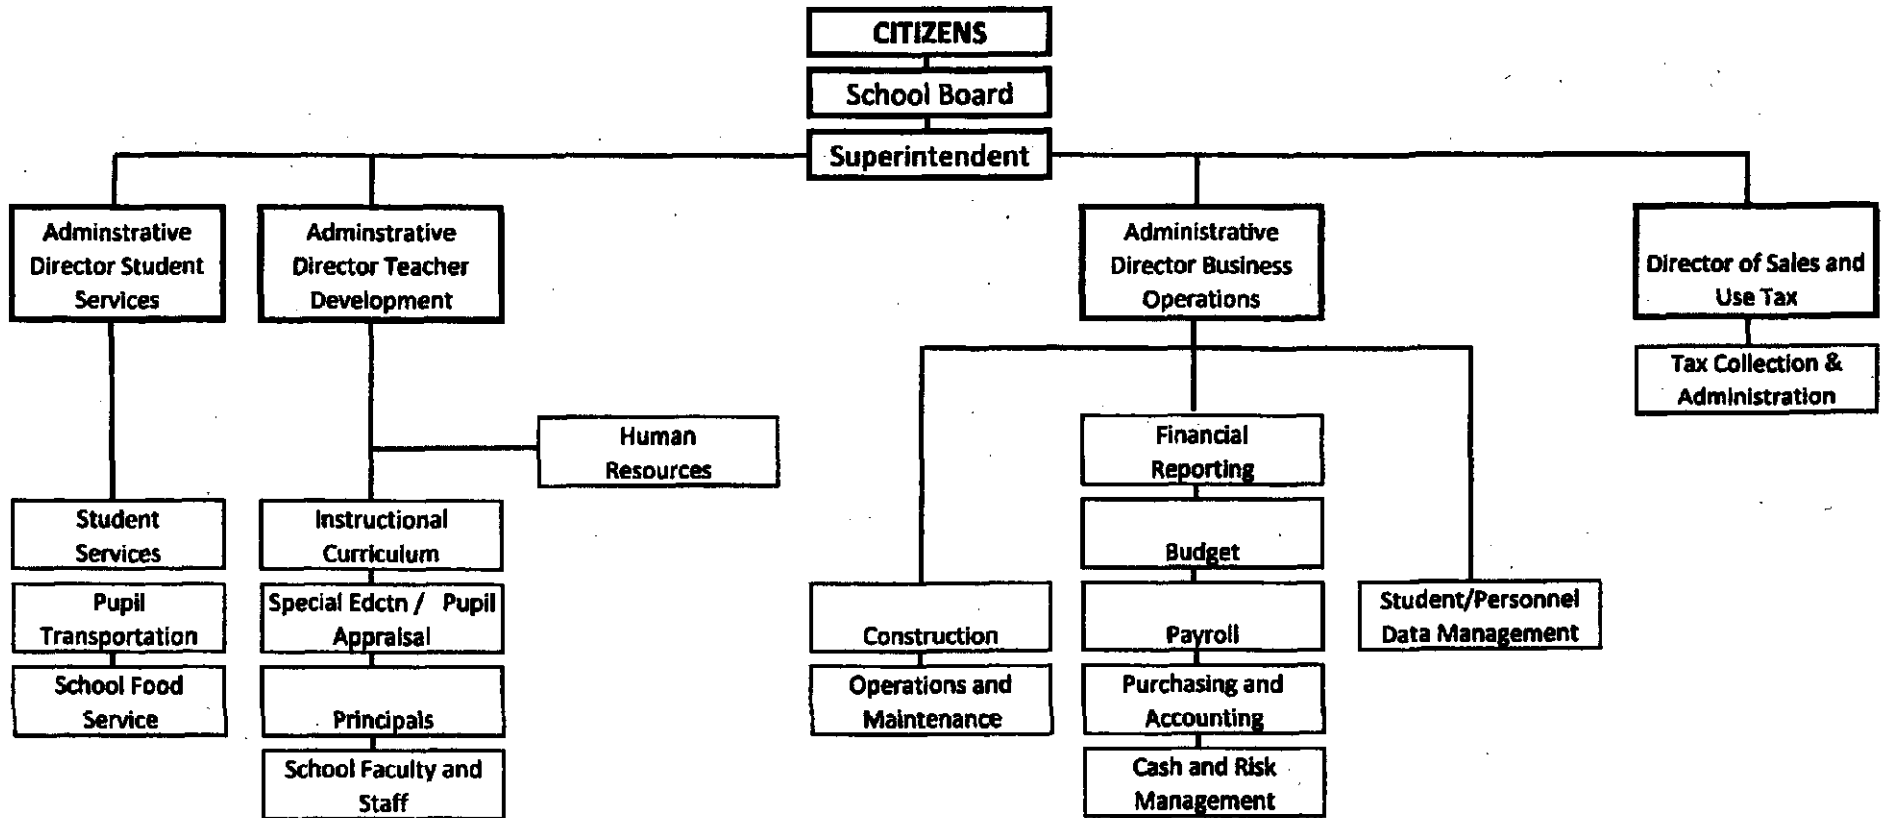 CITIZENS
School Board
Superintendent
Adminstrative
Director Student
Services
Adminstrative
Director Teacher
Development
Administrative
Director Business
Operations
Director of Sales and
Use Tax
Tax Collection &
Administration
Human
Resources
Financial
Reporting
Student
Services
Instructional
Curriculum
Budget
Pupil
Transportation
Special Edctn / Pupil
Appraisal
Construction
Payroll
Student/Personnel
Data Management
School Food
Service
Principals
Operations and
Maintenance
Purchasing and
Accounting
School Faculty and
Staff
Cash and Risk
Management